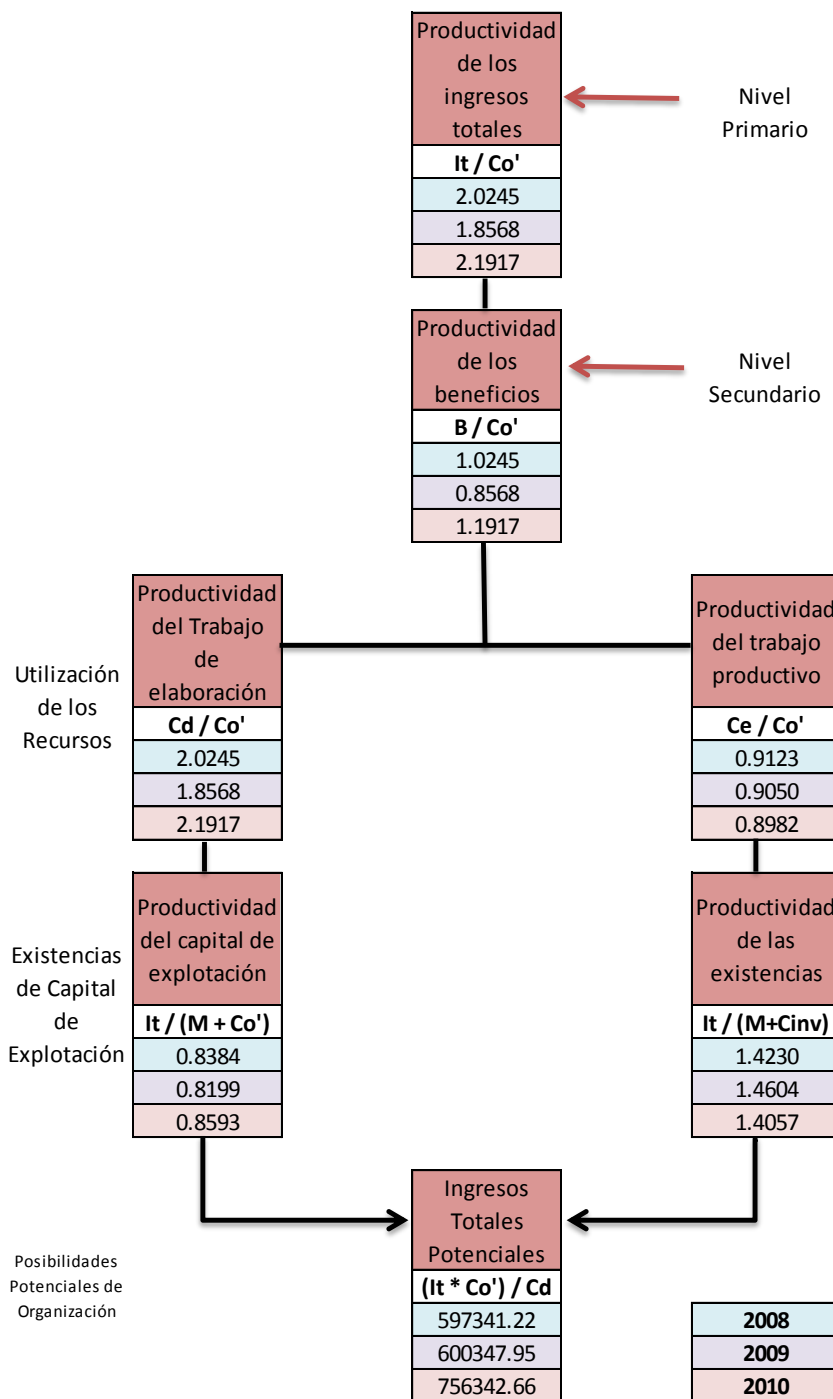 Productividad
de los
ingresos
totales
Nivel
Primario
It / Co'
2.0245
1.8568
2.1917
Productividad
de los
beneficios
Nivel
Secundario
B / Co'
1.0245
0.8568
1.1917
Utilización
de los
Recursos
Productividad
del Trabajo
de
elaboración
Cd / Co'
2.0245
1.8568
2.1917
Productividad
del trabajo
productivo
Ce / Co'
0.9123
0.9050
0.8982
Existencias
de Capital
de
Explotación
Productividad
del capital de
explotación
It / (M + Co')
0.8384
0.8199
0.8593
Productividad
de las
existencias
It / (M+Cinv)
1.4230
1.4604
1.4057
Posibilidades
Potenciales de
Organización
Ingresos
Totales
Potenciales
(It * Co') / Cd
597341.22
600347.95
756342.66
2008
2009
2010